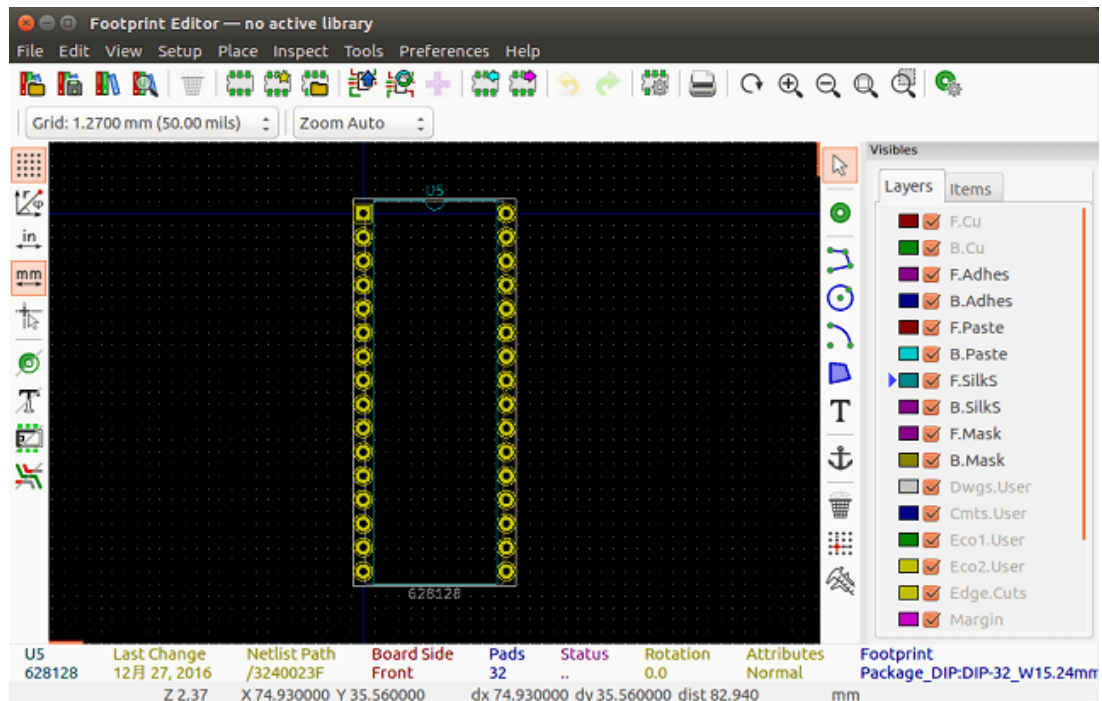 Footprint Editor — no active library
File Edit View Setup Place Inspect Tools Preferences Help
Grid: 1.2700 mm (50.00 mils) Zoom Auto
Visibles
Layers Items
in
mm
T
U5
628128
F.Cu
B.Cu
F.Adhes
B.Adhes
F.Paste
B.Paste
F.SilkS
B.SilkS
F.Mask
B.Mask
Dwgs.User
Cmts.User
Eco1.User
Eco2.User
Edge.Cuts
Margin
U5 Last Change Netlist Path Board Side Pads Status Rotation Attributes Footprint
628128 12月 27, 2016 /3240023F Front 32 .. 0.0 Normal Package_DIP:DIP-32_W15.24mm
Z 2.37 X 74.930000 Y 35.560000 dx 74.930000 dy 35.560000 dist 82.940 mm